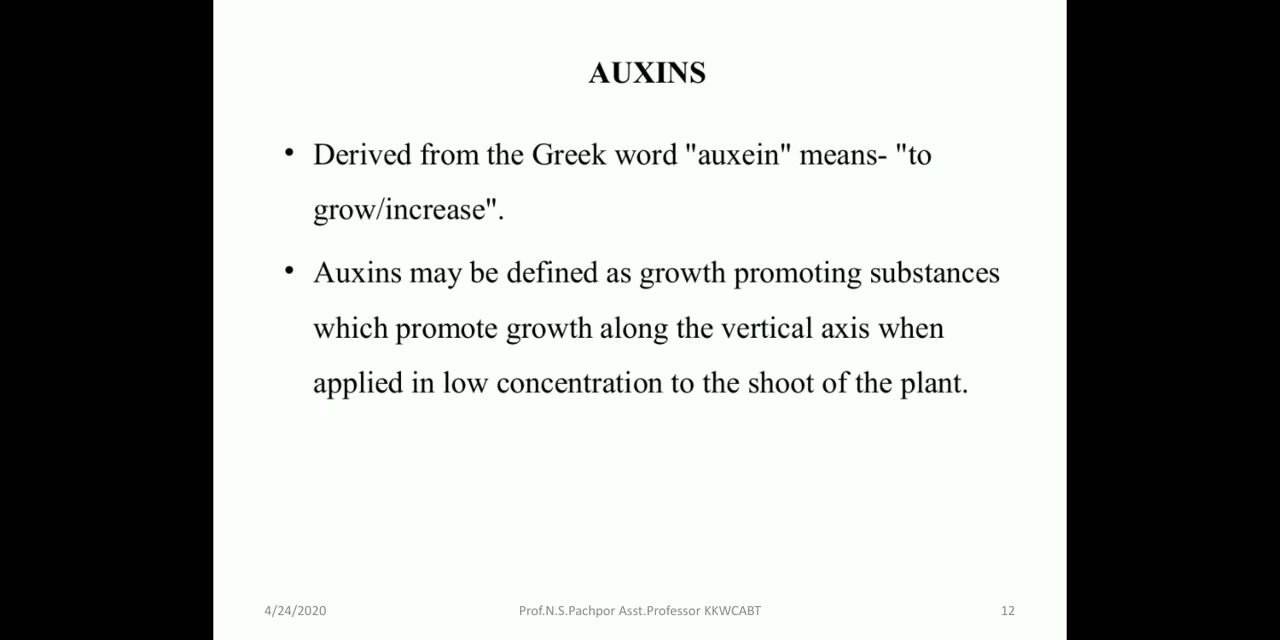 AUXINS
• Derived from the Greek word "auxein" means- "to
grow/increase".
• Auxins may be defined as growth promoting substances
which promote growth along the vertical axis when
applied in low concentration to the shoot of the plant.
4/24/2020 Prof.N.S.Pachpor Asst.Professor KKWCABT 12